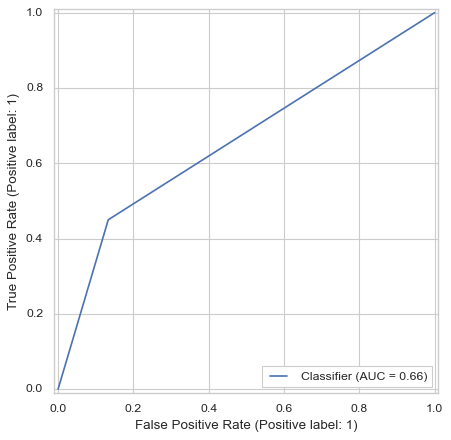 1.0
0.8
0.6
0.4
0.2
0.0
True Positive Rate (Positive label: 1)
Classifier (AUC = 0.66)
0.0 0.2 0.4 0.6 0.8 1.0
False Positive Rate (Positive label: 1)